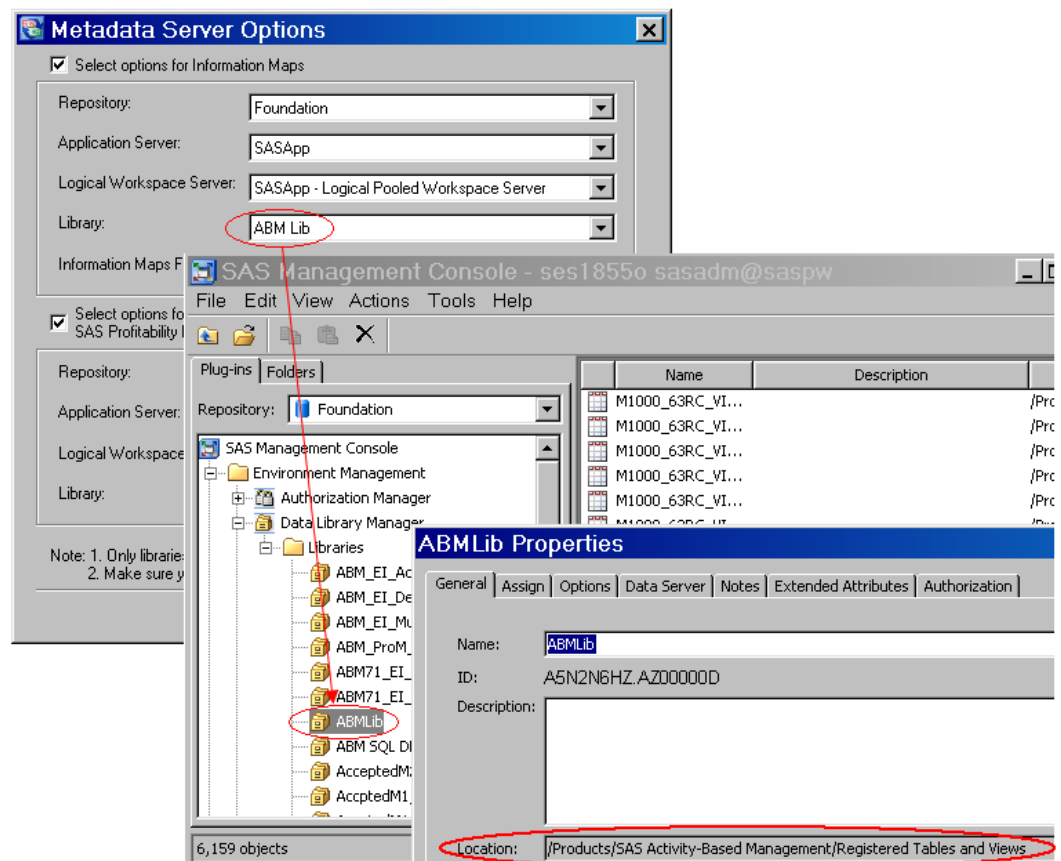 Metadata Server Options
Select options for Information Maps
Repository: Foundation
Application Server: SASApp
Logical Workspace Server: SASApp - Logical Pooled Workspace Server
Library: ABM Lib
Information Maps F
Select options fo
SAS Profitability
Repository:
Application Server:
Logical Workspace
Library:
Note: 1. Only librarie
2. Make sure y
SAS Management Console - ses1855o sasadm@saspw
File Edit View Actions Tools Help
Plug-ins Folders
Repository: Foundation
SAS Management Console
Environment Management
Authorization Manager
Data Library Manager
Libraries
ABM_EI_Ac
ABM_EI_De
ABM_EI_Mu
ABM_ProM_
ABM71_EI_
ABM71_EI_
ABMLib
ABM SQL
AcceptedM
AccptedM1_
6,159 objects
Name Description
M1000_63RC_VI... /Pro
M1000_63RC_VI... /Pro
M1000_63RC_VI... /Pro
M1000_63RC_VI... /Pro
M1000_63RC_VI... /Pro
ABMLib Properties
General Assign Options Data Server Notes Extended Attributes Authorization
Name: ABMLib
ID: A5N2N6HZ.AZ00000D
Description:
Location: /Products/SAS Activity-Based Management/Registered Tables and Views